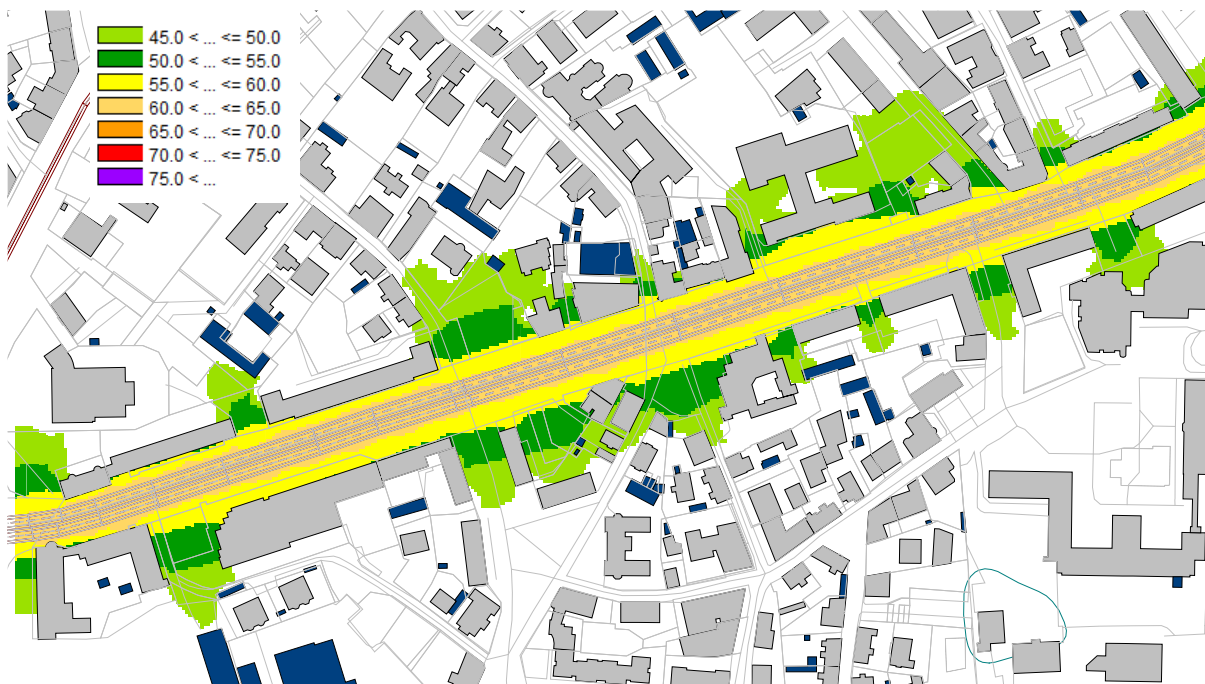 45.0 < ... <= 50.0
50.0 < ... <= 55.0
55.0 < ... <= 60.0
60.0 < ... <= 65.0
65.0 < ... <= 70.0
70.0 < ... <= 75.0
75.0 < ...